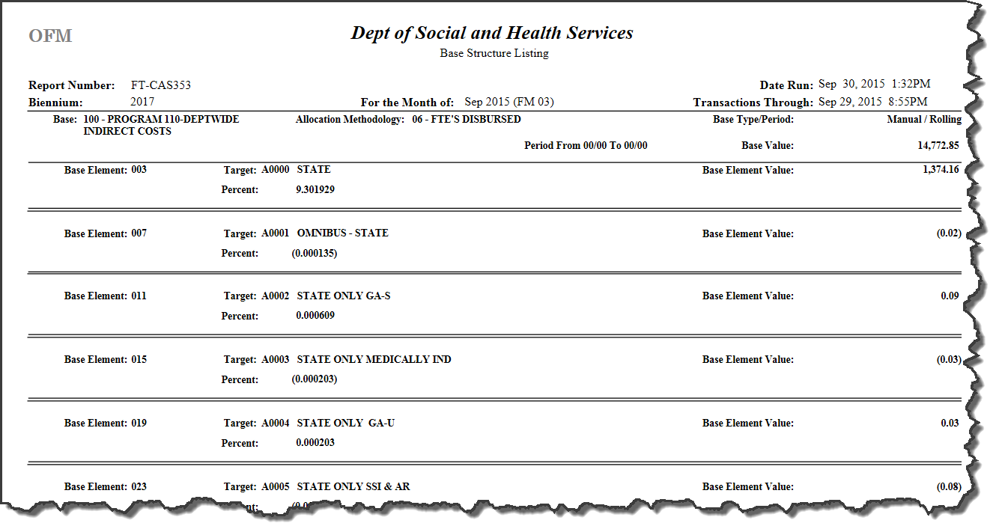 OFM
Dept of Social and Health Services
Base Structure Listing
Report Number: FT-CAS353 Date Run: Sep 30, 2015 1:32PM
Biennium: 2017 For the Month of: Sep 2015 (FM 03) Transactions Through: Sep 29, 2015 8:55PM
Base: 100 - PROGRAM 110-DEPTWIDE Allocation Methodology: 06 - FTE'S DISBURSED Base Type/Period: Manual / Rolling
INDIRECT COSTS
Period From 00/00 To 00/00 Base Value: 14,772.85
Base Element: 003 Target: A0000 STATE Base Element Value: 1,374.16
Percent: 9.301929
Base Element: 007 Target: A0001 OMNIBUS - STATE Base Element Value: (0.02)
Percent: (0.000135)
Base Element: 011 Target: A0002 STATE ONLY GA-S Base Element Value: 0.09
Percent: 0.000609
Base Element: 015 Target: A0003 STATE ONLY MEDICALLY IND Base Element Value: (0.03)
Percent: (0.000203)
Base Element: 019 Target: A0004 STATE ONLY GA-U Base Element Value: 0.03
Percent: 0.000203
Base Element: 023 Target: A0005 STATE ONLY SSI & AR Base Element Value: (0.08)